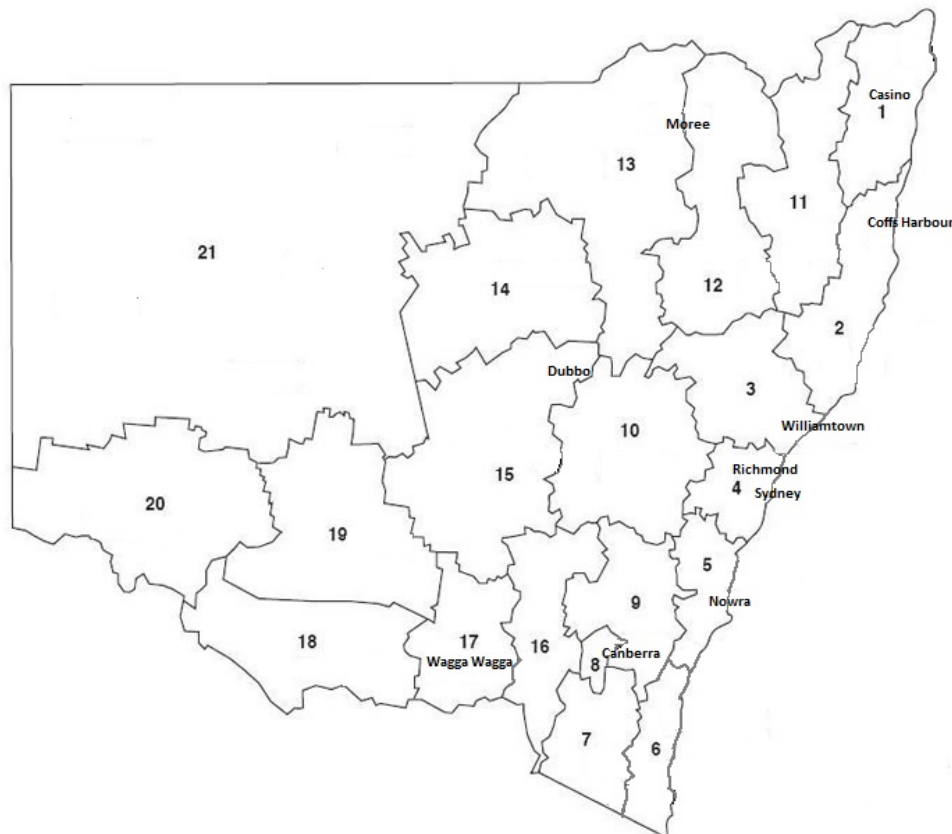 Casino
1
Moree
13
11
Coffs Harbour
21
14
12
2
Dubbo
3
10
Williamtown
15
Richmond
4
Sydney
20
19
5
9
Nowra
18
17
16
Wagga Wagga
8
Canberra
7
6